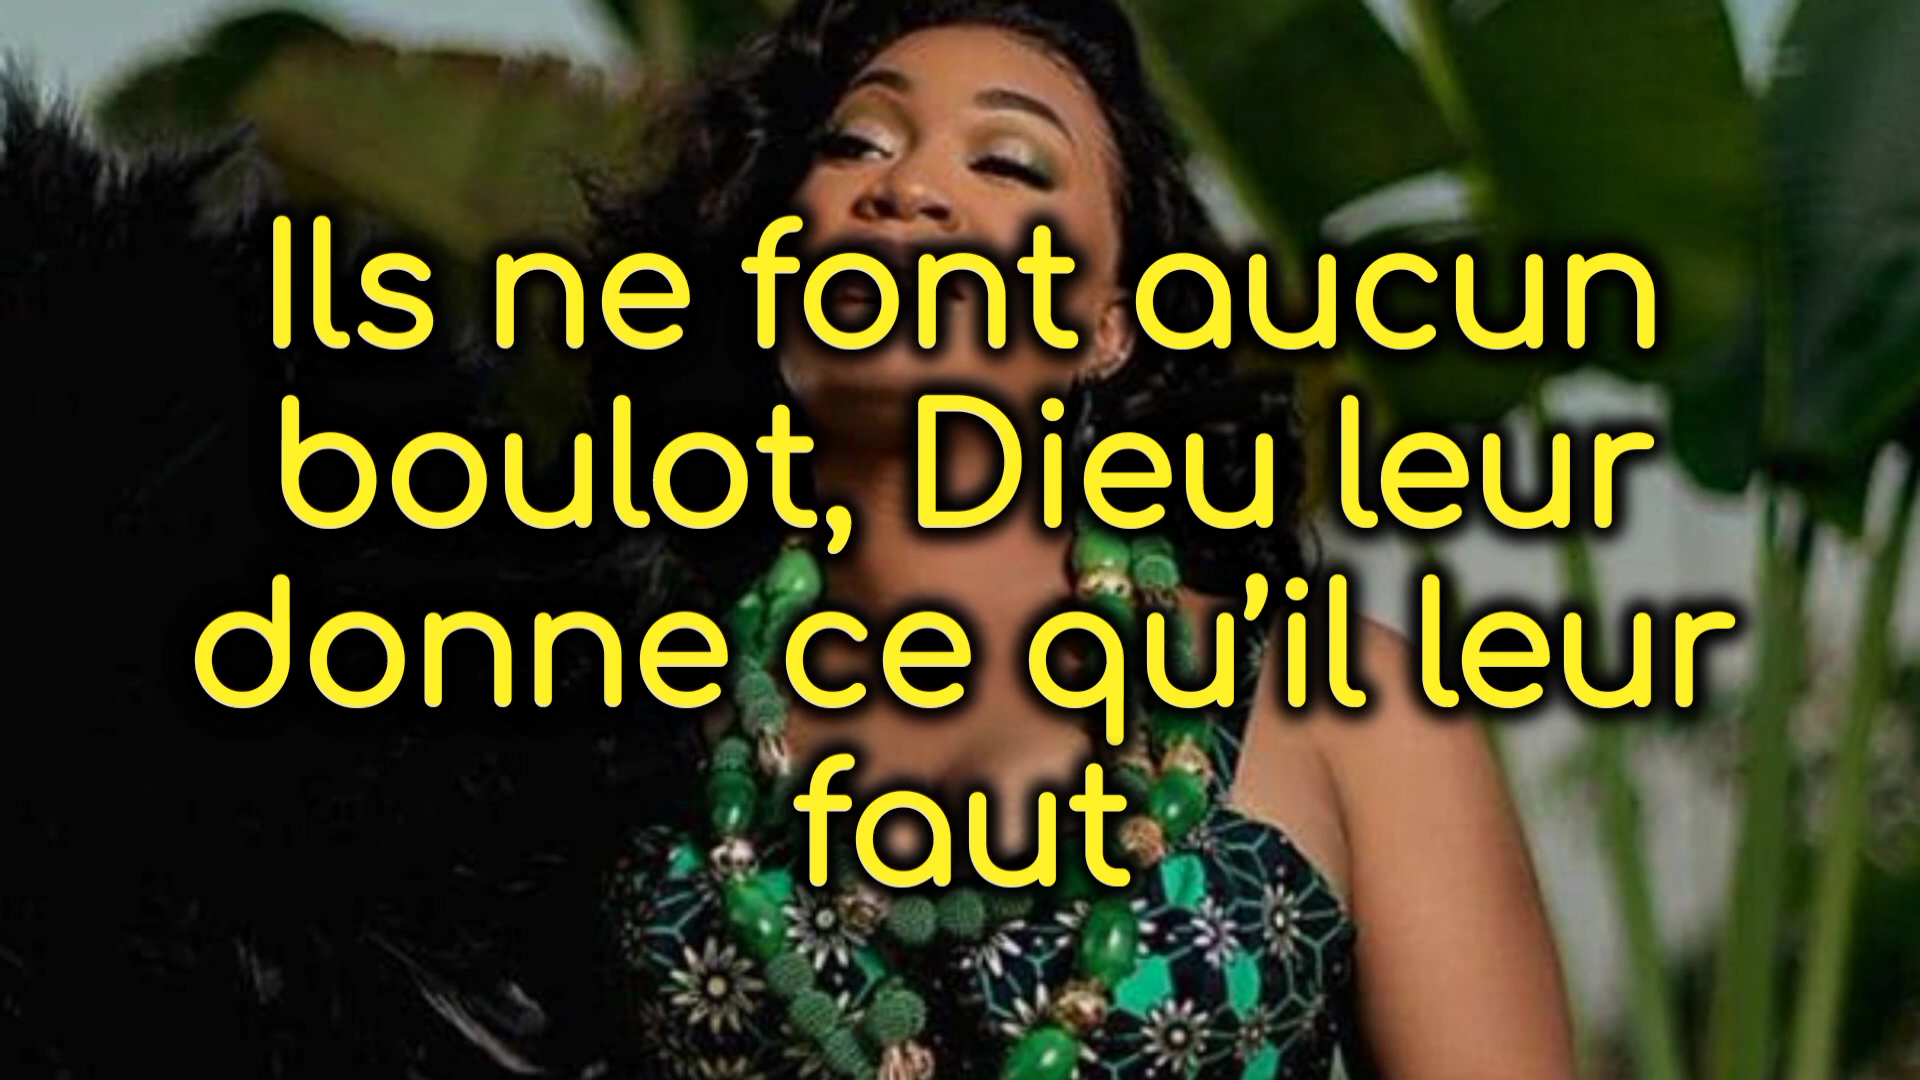 Ils ne font aucun
boulot, Dieu leur
donne ce qu’il leur
faut